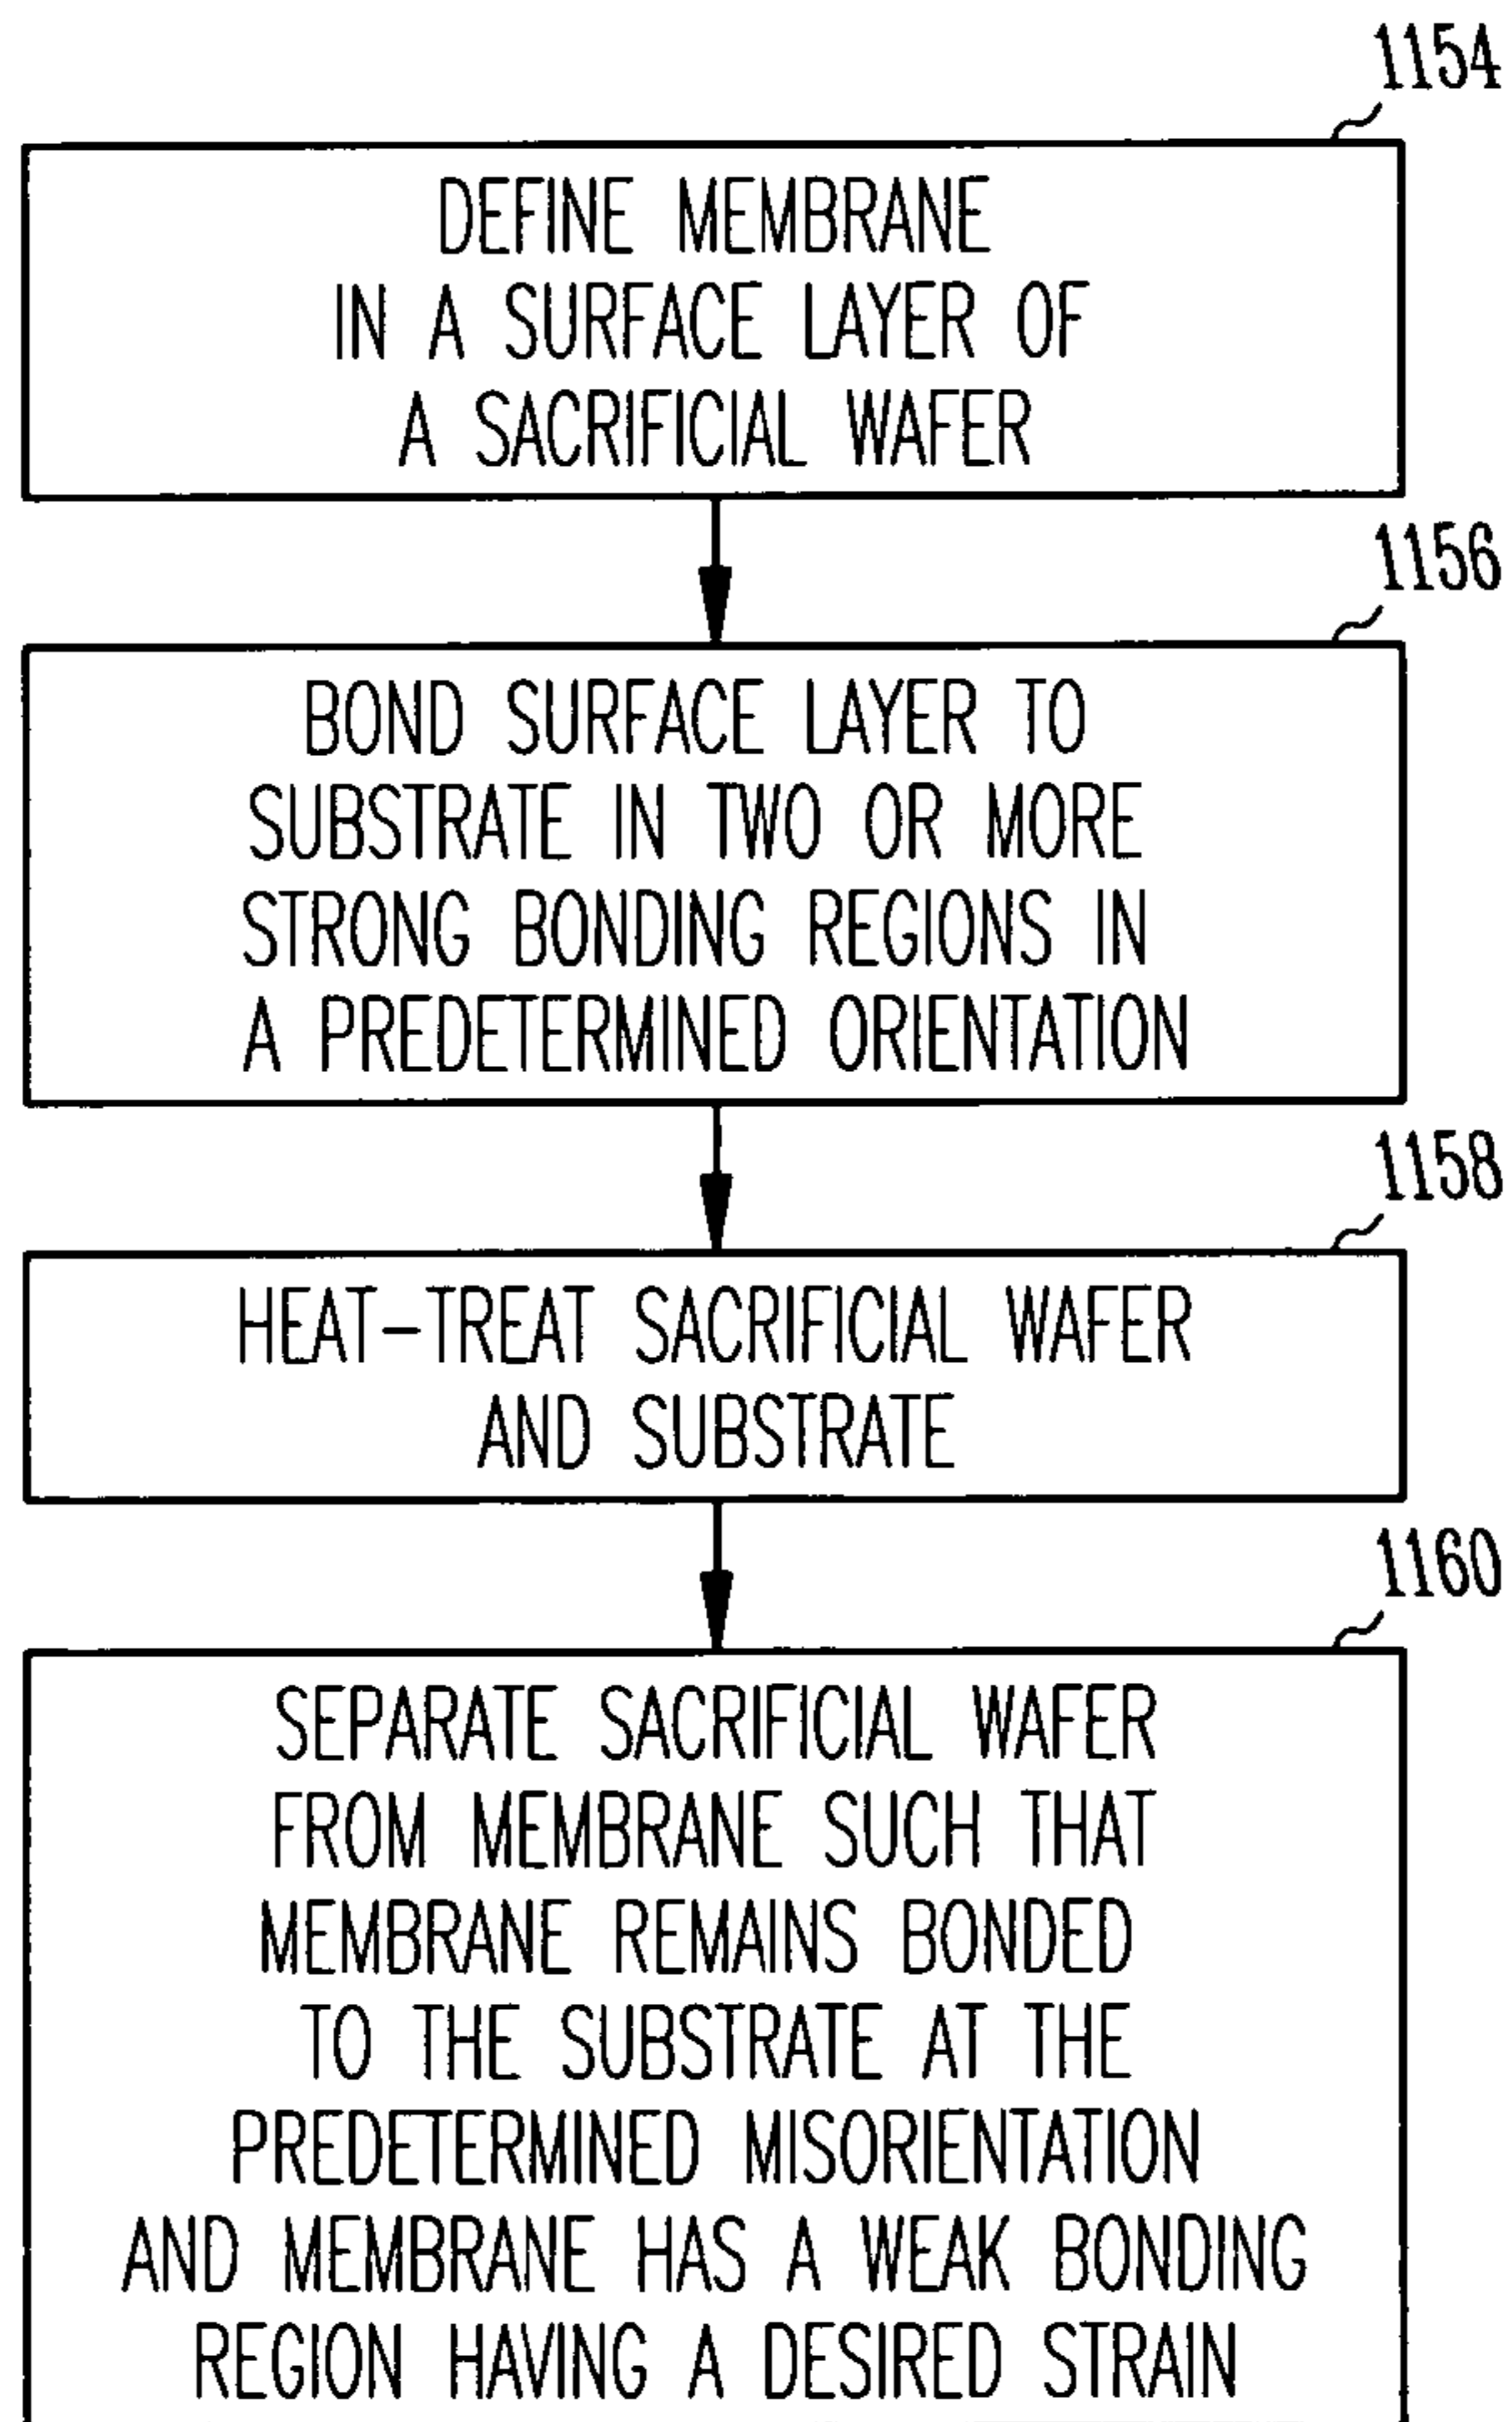 1154
DEFINE MEMBRANE
IN A SURFACE LAYER OF
A SACRIFICIAL WAFER
1156
BOND SURFACE LAYER TO
SUBSTRATE IN TWO OR MORE
STRONG BONDING REGIONS IN
A PREDETERMINED ORIENTATION
1158
HEAT-TREAT SACRIFICIAL WAFER
AND SUBSTRATE
1160
SEPARATE SACRIFICIAL WAFER
FROM MEMBRANE SUCH THAT
MEMBRANE REMAINS BONDED
TO THE SUBSTRATE AT THE
PREDETERMINED MISORIENTATION
AND MEMBRANE HAS A WEAK BONDING
REGION HAVING A DESIRED STRAIN